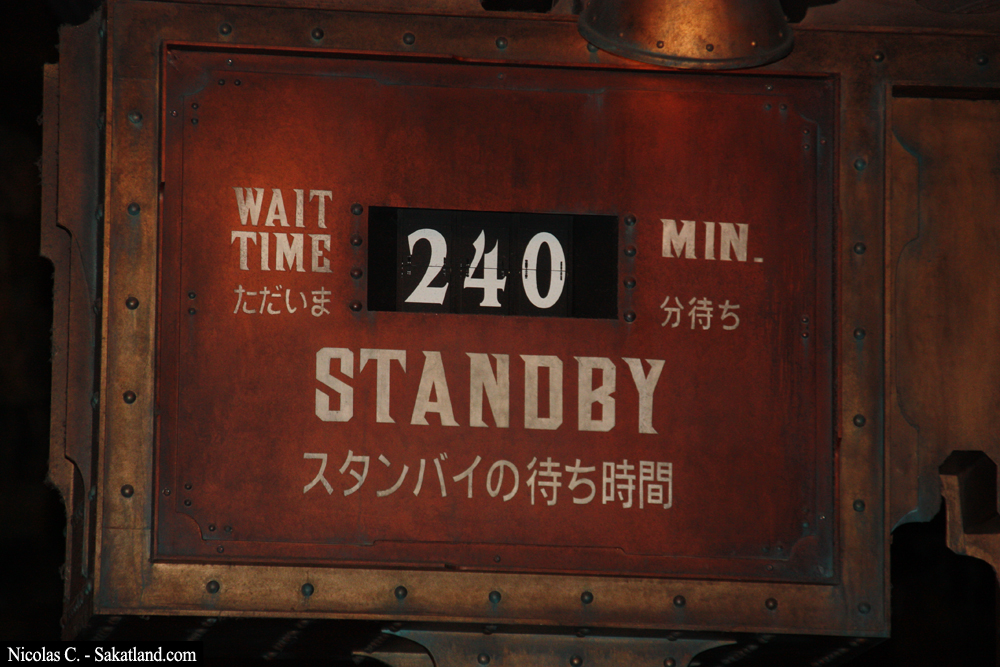 WAIT
TIME
ただいま
240
MIN.
分待ち
STANDBY
スタンバイの待ち時間
Nicolas C. - Sakatland.com